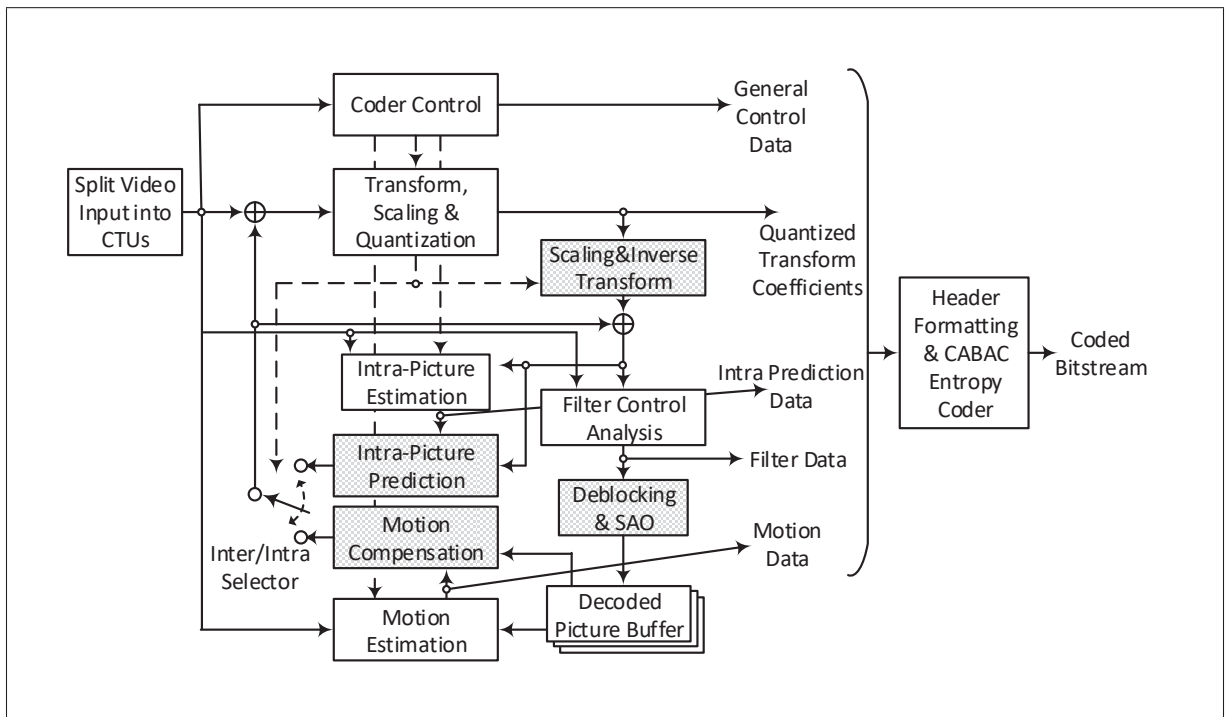 Coder Control
General
Control
Data
Split Video
Input into
CTUs
Transform,
Scaling &
Quantization
Quantized
Transform
Coefficients
Scaling&Inverse
Transform
Header
Formatting
& CABAC
Entropy
Coder
Coded
Bitstream
Intra-Picture
Estimation
Filter Control
Analysis
Intra Prediction
Data
Intra-Picture
Prediction
Filter Data
Deblocking
& SAO
Motion
Compensation
Inter/Intra
Selector
Motion
Data
Motion
Estimation
Decoded
Picture Buffer